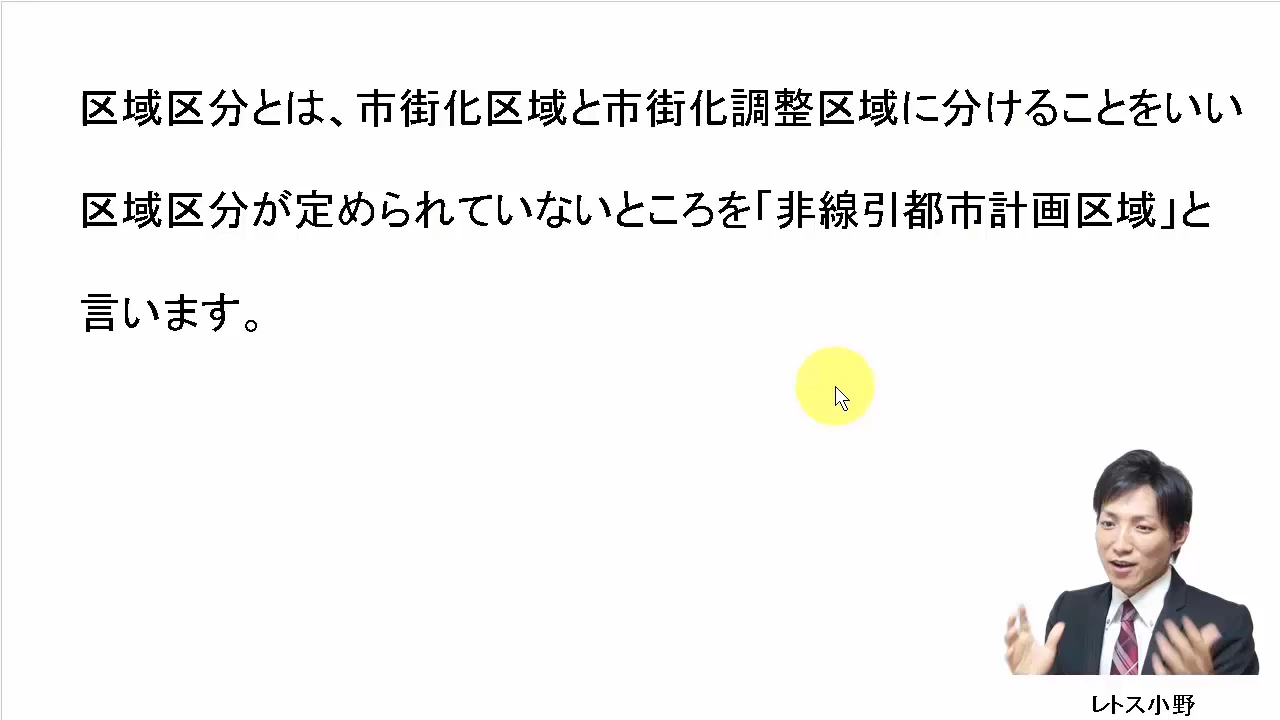 区域区分とは、市街化区域と市街化調整区域に分けることをいい
区域区分が定められていないところを「非線引都市計画区域」と
言います。
レトス小野